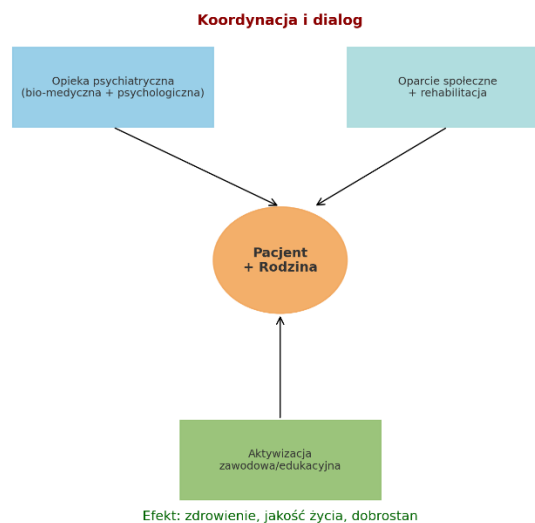 Koordynacja i dialog
Opieka psychiatryczna
(bio-medyczna + psychologiczna)
Oparcie społeczne
+ rehabilitacja
Pacjent
+ Rodzina
Aktywizacja
zawodowa/edukacyjna
Efekt: zdrowienie, jakość życia, dobrostan